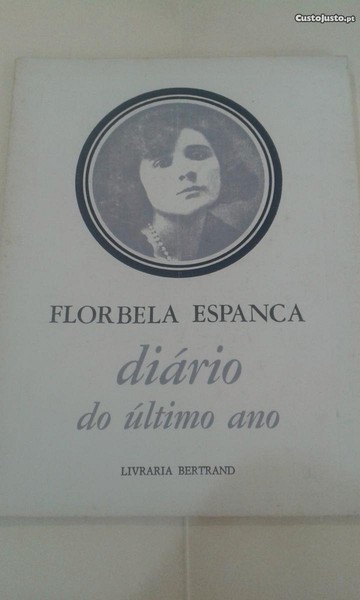 CustoJusto.pt
FLORBELA ESPANCA
diário
do último ano
LIVRARIA BERTRAND